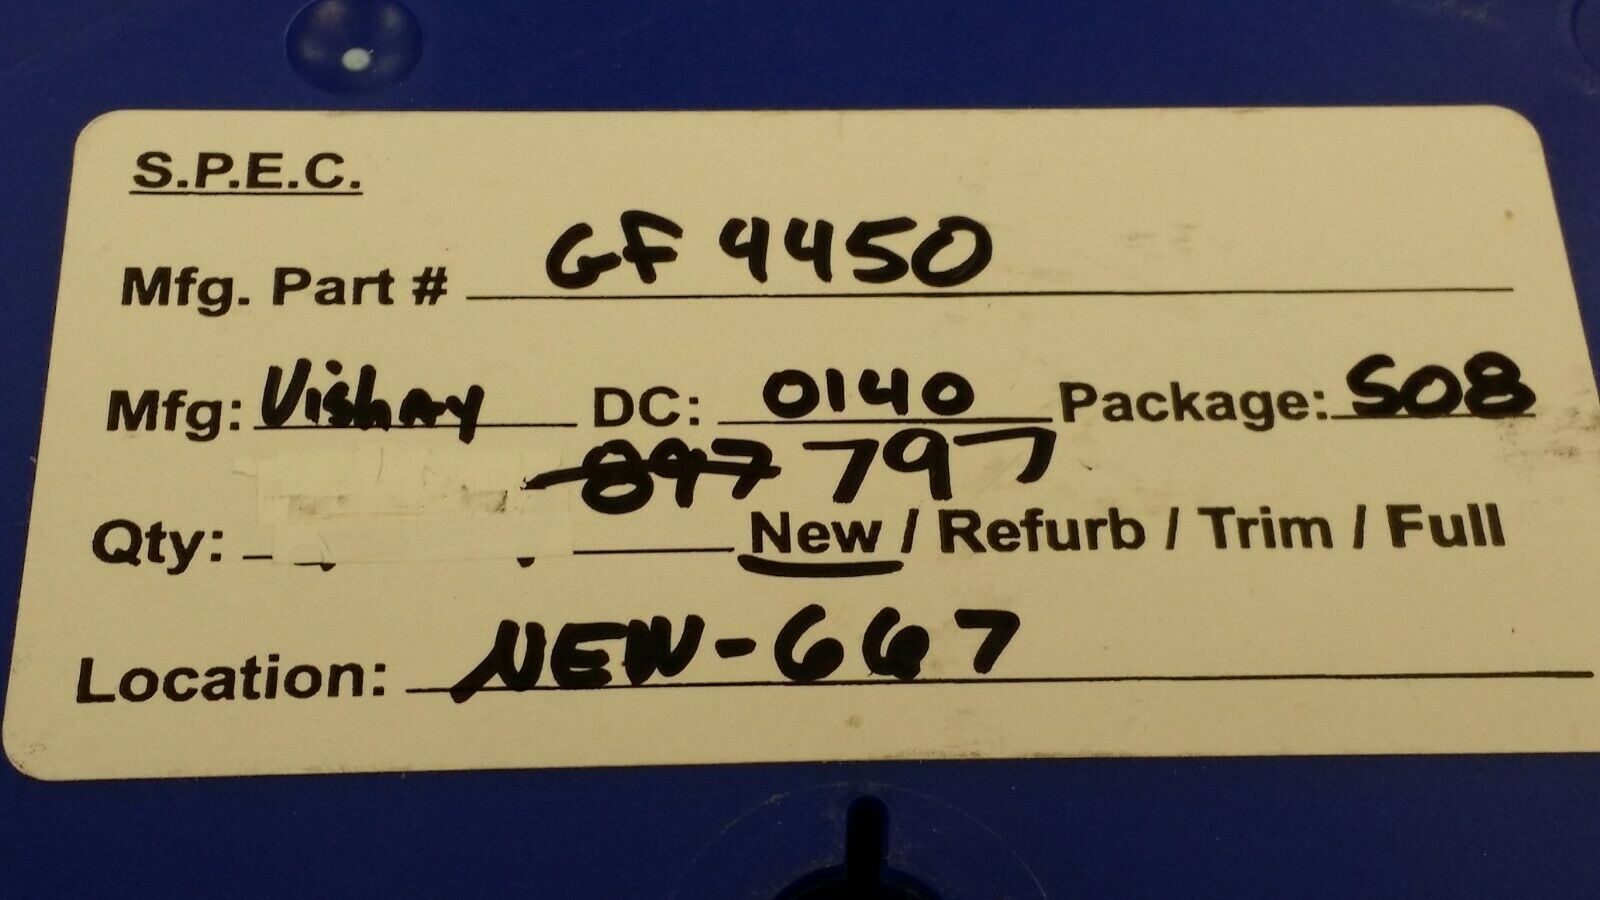 S.P.E.C.
Mfg. Part # GF 4450
Mfg: Vishay DC: 0140 Package: SO8
897 797
Qty: New / Refurb / Trim / Full
Location: NEW-667